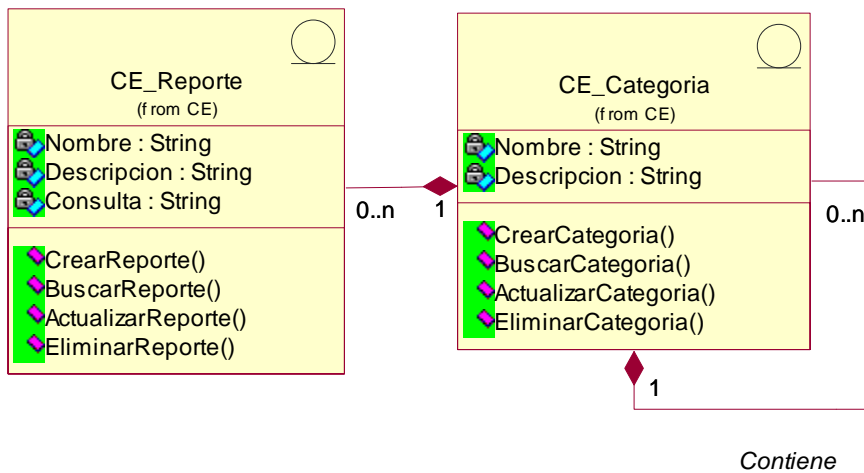 CE_Reporte
(from CE)
Nombre : String
Descripcion : String
Consulta : String
CrearReporte()
BuscarReporte()
ActualizarReporte()
EliminarReporte()
0..n
1
CE_Categoria
(from CE)
Nombre : String
Descripcion : String
CrearCategoria()
BuscarCategoria()
ActualizarCategoria()
EliminarCategoria()
0..n
1
Contiene